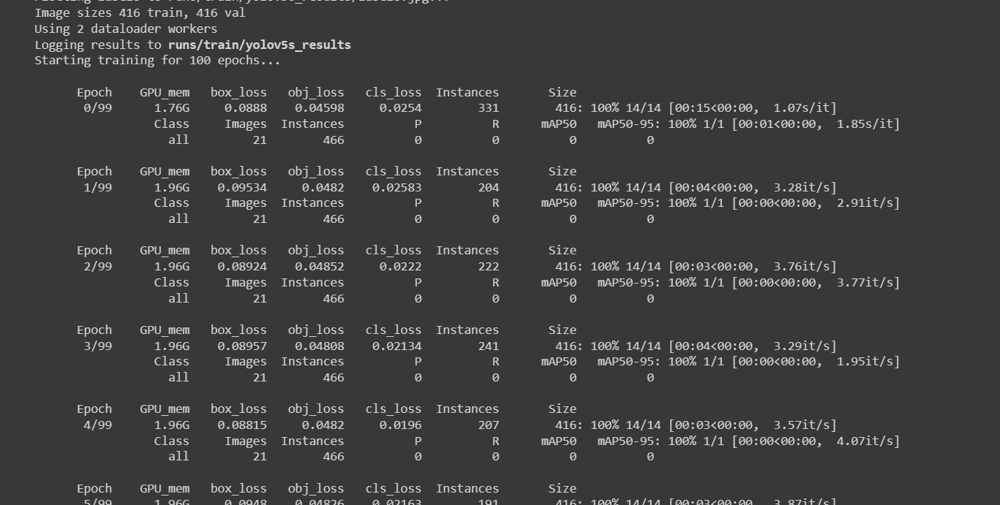 Image sizes 416 train, 416 val
Using 2 dataloader workers
Logging results to runs/train/yolov5s_results
Starting training for 100 epochs...
Epoch GPU_mem box_loss obj_loss cls_loss Instances Size
0/99 1.76G 0.0888 0.04598 0.0254 331 416: 100% 14/14 [00:15<00:00, 1.07s/it]
Class Images Instances P R mAP50 mAP50-95: 100% 1/1 [00:01<00:00, 1.85s/it]
all 21 466 0 0 0 0
Epoch GPU_mem box_loss obj_loss cls_loss Instances Size
1/99 1.96G 0.09534 0.0482 0.02583 204 416: 100% 14/14 [00:04<00:00, 3.28it/s]
Class Images Instances P R mAP50 mAP50-95: 100% 1/1 [00:00<00:00, 2.91it/s]
all 21 466 0 0 0 0
Epoch GPU_mem box_loss obj_loss cls_loss Instances Size
2/99 1.96G 0.08924 0.04852 0.0222 222 416: 100% 14/14 [00:03<00:00, 3.76it/s]
Class Images Instances P R mAP50 mAP50-95: 100% 1/1 [00:00<00:00, 3.77it/s]
all 21 466 0 0 0 0
Epoch GPU_mem box_loss obj_loss cls_loss Instances Size
3/99 1.96G 0.08957 0.04808 0.02134 241 416: 100% 14/14 [00:04<00:00, 3.29it/s]
Class Images Instances P R mAP50 mAP50-95: 100% 1/1 [00:00<00:00, 1.95it/s]
all 21 466 0 0 0 0
Epoch GPU_mem box_loss obj_loss cls_loss Instances Size
4/99 1.96G 0.08815 0.0482 0.0196 207 416: 100% 14/14 [00:03<00:00, 3.57it/s]
Class Images Instances P R mAP50 mAP50-95: 100% 1/1 [00:00<00:00, 4.07it/s]
all 21 466 0 0 0 0
Epoch GPU_mem box_loss obj_loss cls_loss Instances Size
5/99 1.96G 0.0948 0.04826 0.02163 191 416: 100% 14/14 [00:03<00:00, 3.87it/s]